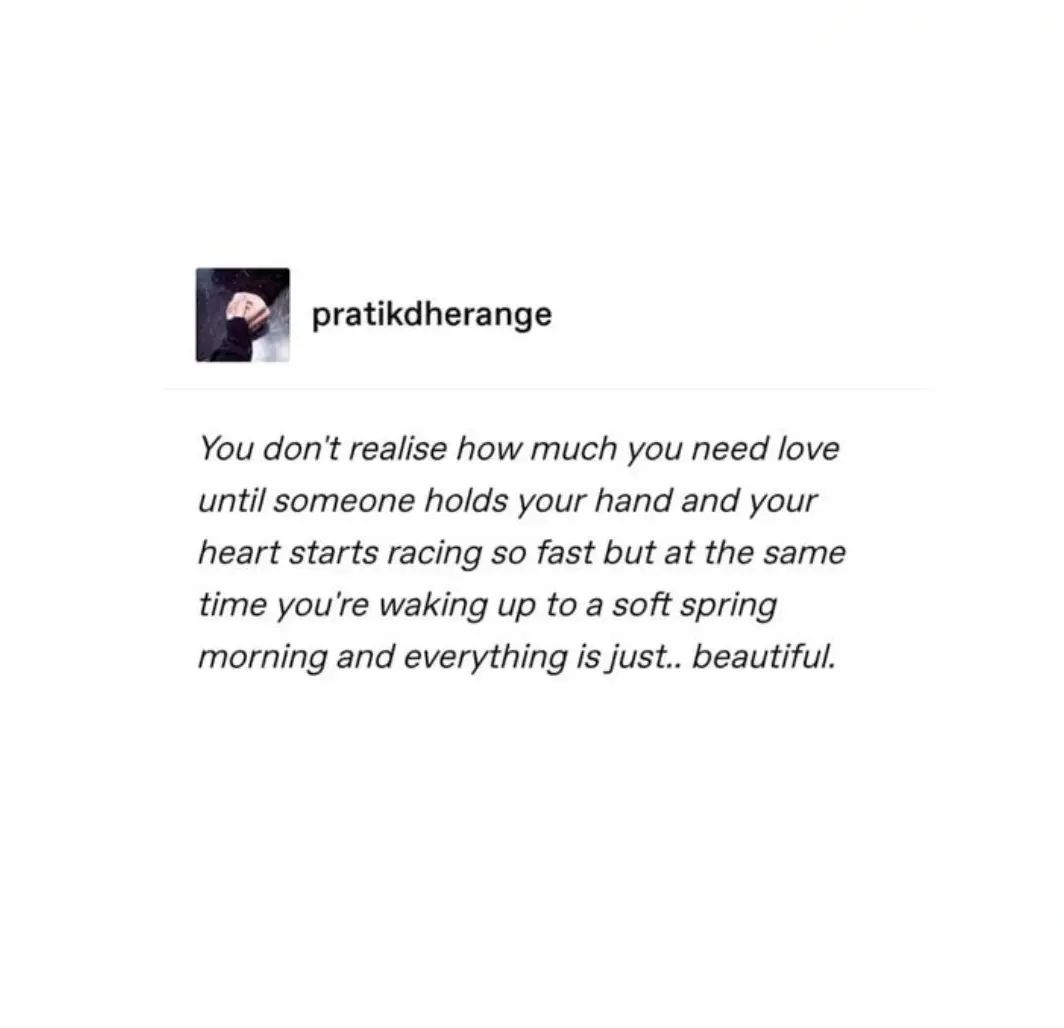 pratikdherange
You don't realise how much you need love
until someone holds your hand and your
heart starts racing so fast but at the same
time you're waking up to a soft spring
morning and everything is just.. beautiful.